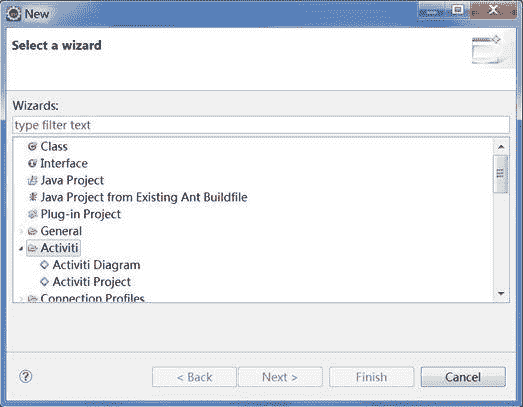 New
Select a wizard
Wizards:
type filter text
Class
Interface
Java Project
Java Project from Existing Ant Buildfile
Plug-in Project
General
Activiti
Activiti Diagram
Activiti Project
Connection Profiles
< Back
Next >
Finish
Cancel